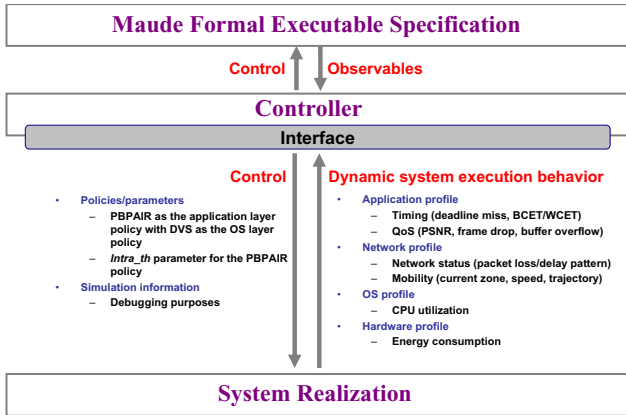 Maude Formal Executable Specification
Control
Observables
Controller
Interface
Control
• Policies/parameters
– PBPAIR as the application layer
policy with DVS as the OS layer
policy
– Intra_th parameter for the PBPAIR
policy
• Simulation information
– Debugging purposes
Dynamic system execution behavior
• Application profile
– Timing (deadline miss, BCET/WCET)
– QoS (PSNR, frame drop, buffer overflow)
• Network profile
– Network status (packet loss/delay pattern)
– Mobility (current zone, speed, trajectory)
• OS profile
– CPU utilization
• Hardware profile
– Energy consumption
System Realization